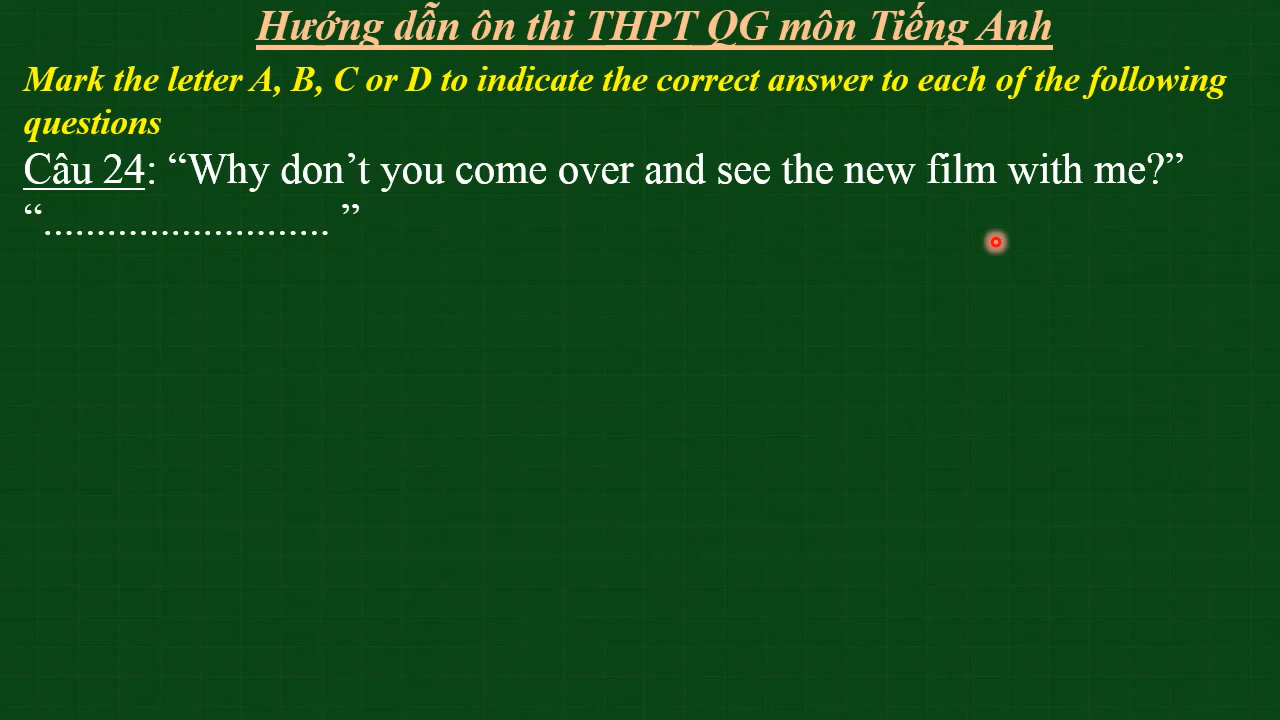 Hướng dẫn ôn thi THPT QG môn Tiếng Anh
Mark the letter A, B, C or D to indicate the correct answer to each of the following
questions
Câu 24: “Why don’t you come over and see the new film with me?”
“........................... ”